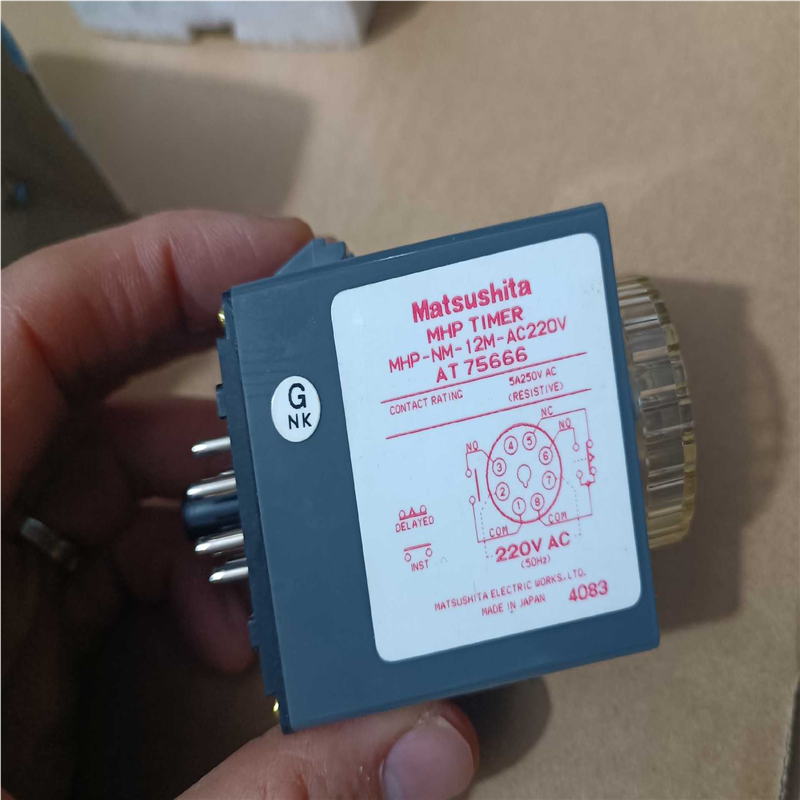 Matsushita
MHP TIMER
MHP-NM-12M-AC220V
AT 75666
CONTACT RATING 5A250V AC
(RESISTIVE)
G
NK
NC
NO
NO
4 5
3 6
2 7
1 8
DELAYED
INST
COM COM
220V AC
(50Hz)
MATSUSHITA ELECTRIC WORKS, LTD.
MADE IN JAPAN 4083